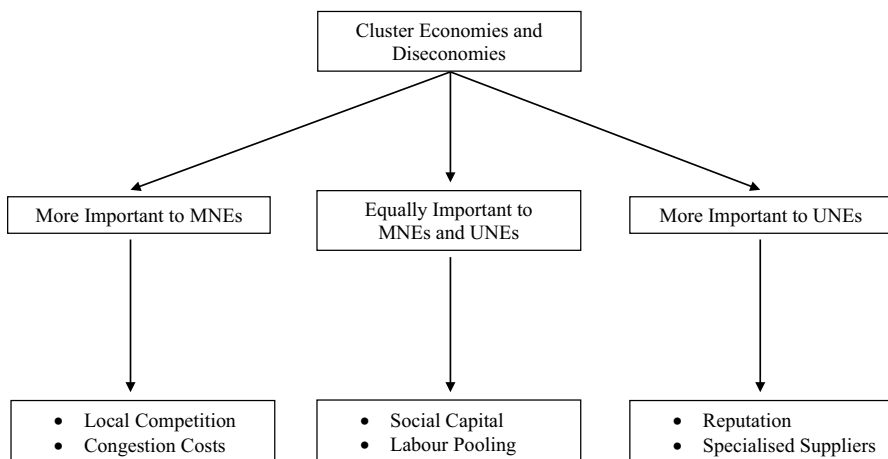 Cluster Economies and
Diseconomies
More Important to MNEs
Equally Important to
MNEs and UNEs
More Important to UNEs
• Local Competition
• Congestion Costs
• Social Capital
• Labour Pooling
• Reputation
• Specialised Suppliers